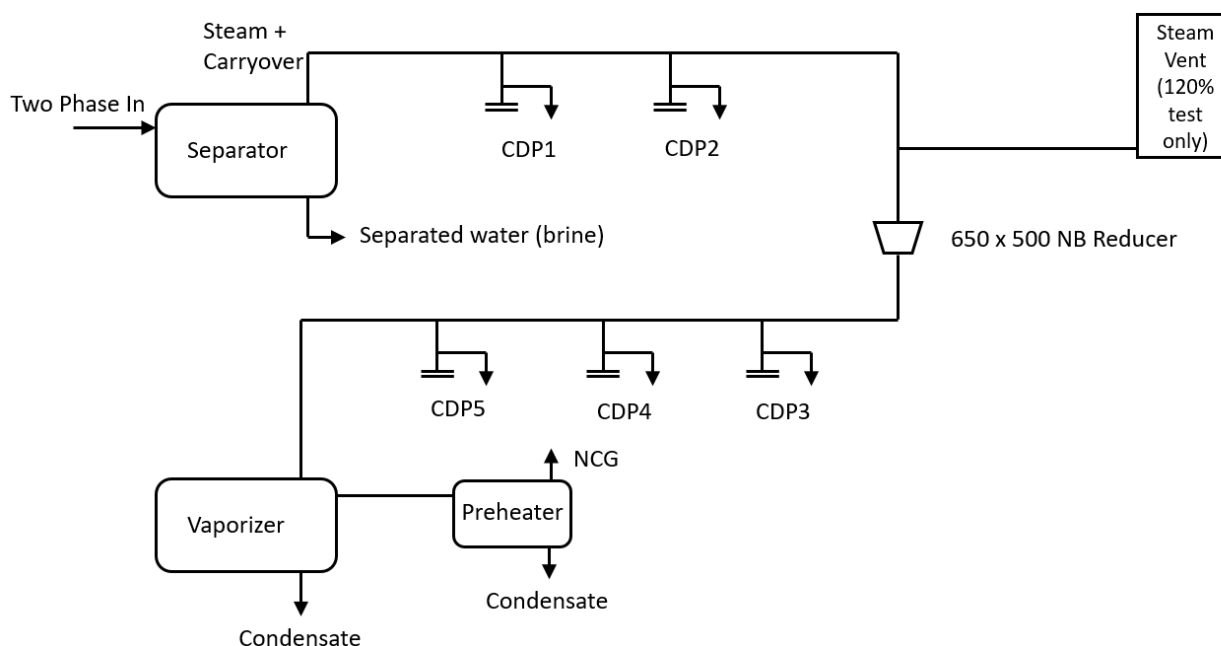 Steam +
Carryover
Two Phase In
Separator
CDP1
CDP2
Steam
Vent
(120%
test
only)
Separated water (brine)
650 x 500 NB Reducer
CDP5
CDP4
CDP3
NCG
Vaporizer
Preheater
Condensate
Condensate